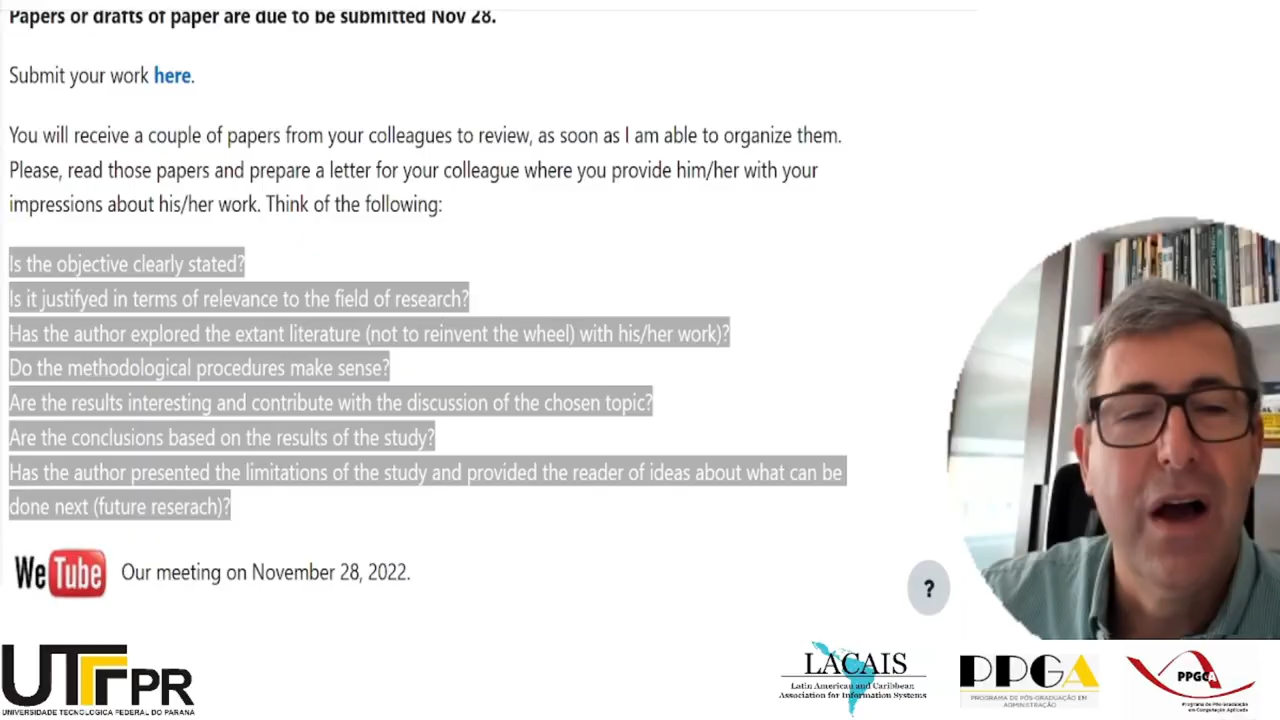 Papers or drafts of paper are due to be submitted Nov 28.
Submit your work here.
You will receive a couple of papers from your colleagues to review, as soon as I am able to organize them.
Please, read those papers and prepare a letter for your colleague where you provide him/her with your
impressions about his/her work. Think of the following:
Is the objective clearly stated?
Is it justifyed in terms of relevance to the field of research?
Has the author explored the extant literature (not to reinvent the wheel) with his/her work)?
Do the methodological procedures make sense?
Are the results interesting and contribute with the discussion of the chosen topic?
Are the conclusions based on the results of the study?
Has the author presented the limitations of the study and provided the reader of ideas about what can be
done next (future reserach)?
WeTube Our meeting on November 28, 2022.
?
UTFPR
UNIVERSIDADE TECNOLÓGICA FEDERAL DO PARANÁ
LACAIS
Latin American and Caribbean
Association for Information Systems
PPGA
PROGRAMA DE PÓS-GRADUAÇÃO EM
ADMINISTRAÇÃO
PPGCA
Programa de Pós-Graduação
em Computação Aplicada